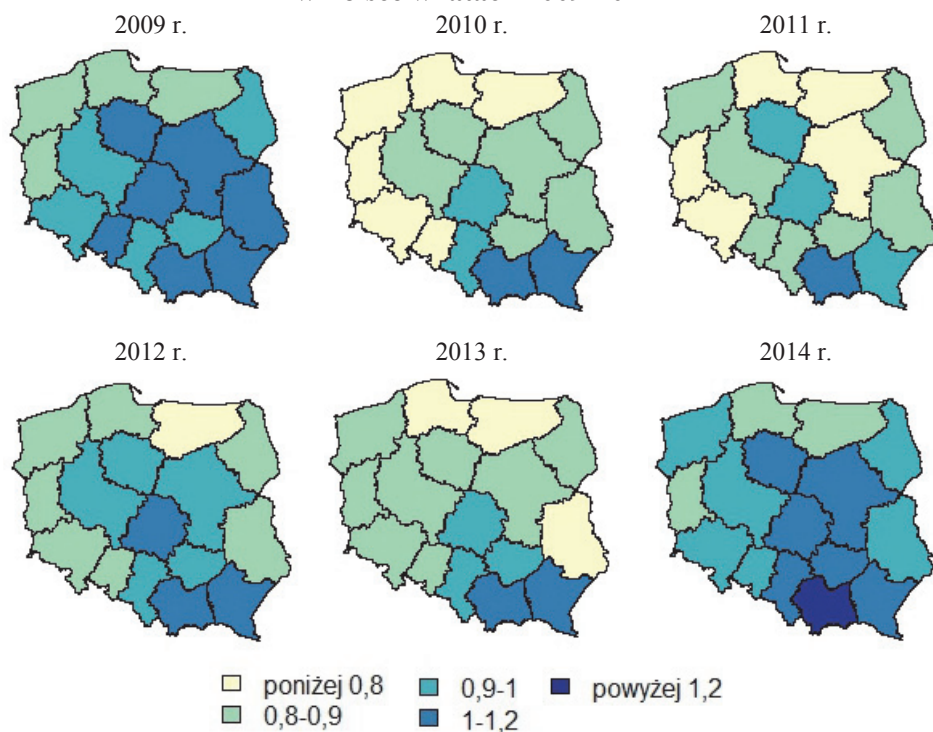 2009 r. 2010 r. 2011 r.
2012 r. 2013 r. 2014 r.
poniżej 0,8 0,9-1 powyżej 1,2
0,8-0,9 1-1,2